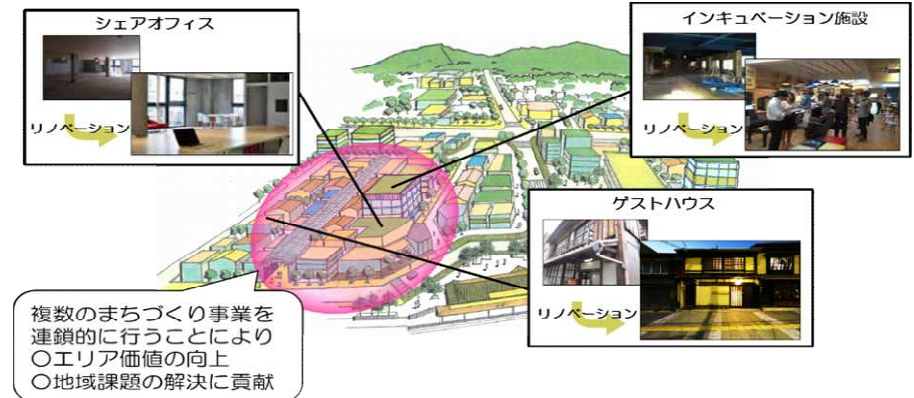 シェアオフィス
リノベーション
インキュベーション施設
リノベーション
ゲストハウス
リノベーション
複数のまちづくり事業を
連鎖的に行うことにより
〇エリア価値の向上
〇地域課題の解決に貢献